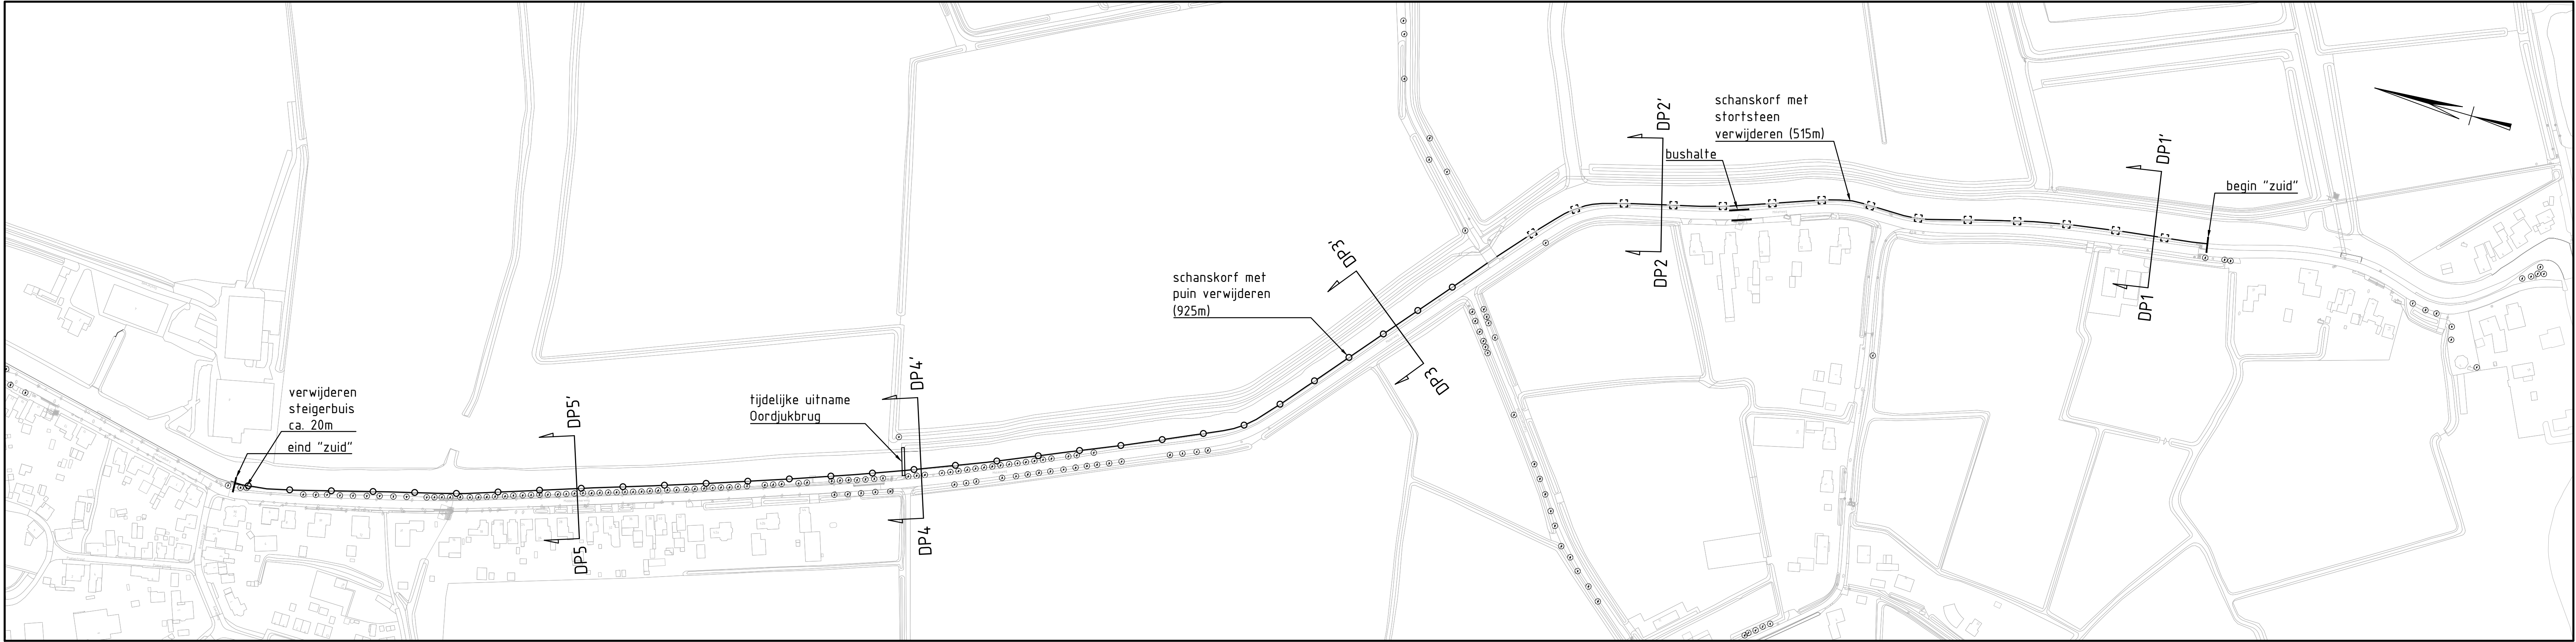 schanskorf met
stortsteen
verwijderen (515m)
bushalte
DP2'
DP2
DP1'
DP1
begin "zuid"
DP3'
DP3
schanskorf met
puin verwijderen
(925m)
DP4'
DP4
tijdelijke uitname
Oordjukbrug
DP5'
DP5
verwijderen
steigerbuis
ca. 20m
eind "zuid"